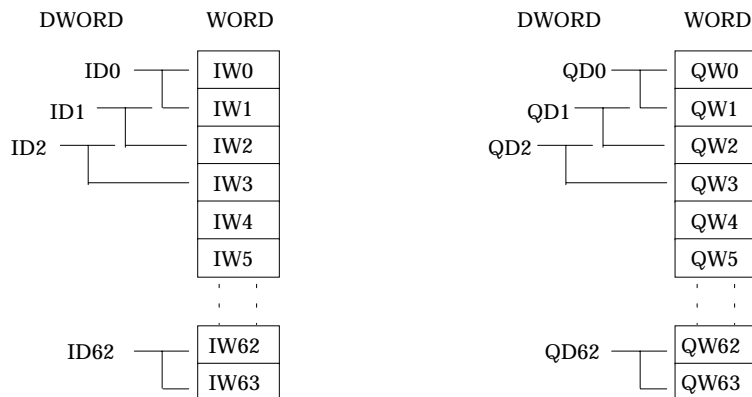 DWORD WORD DWORD WORD
ID0 IW0 QD0 QW0
ID1 IW1 QD1 QW1
ID2 IW2 QD2 QW2
IW3 QW3
IW4 QW4
IW5 QW5
ID62 IW62 QD62 QW62
IW63 QW63